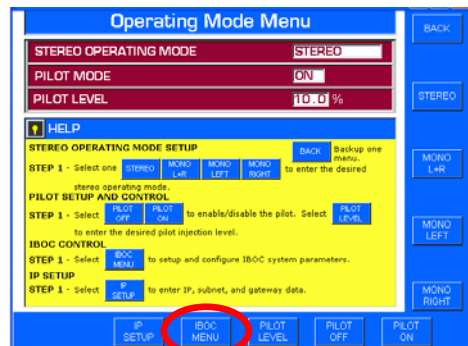 Operating Mode Menu
BACK
STEREO OPERATING MODE STEREO
PILOT MODE ON
PILOT LEVEL 10.0 %
STEREO
HELP
STEREO OPERATING MODE SETUP BACK Backup one menu.
STEP 1 - Select one STEREO MONO L+R MONO LEFT MONO RIGHT to enter the desired
stereo operating mode.
MONO L+R
PILOT SETUP AND CONTROL
STEP 1 - Select PILOT OFF PILOT ON to enable/disable the pilot. Select PILOT LEVEL
to enter the desired pilot injection level.
MONO LEFT
IBOC CONTROL
STEP 1 - Select IBOC MENU to setup and configure IBOC system parameters.
IP SETUP
STEP 1 - Select IP SETUP to enter IP, subnet, and gateway data.
MONO RIGHT
IP SETUP IBOC MENU PILOT LEVEL PILOT OFF PILOT ON